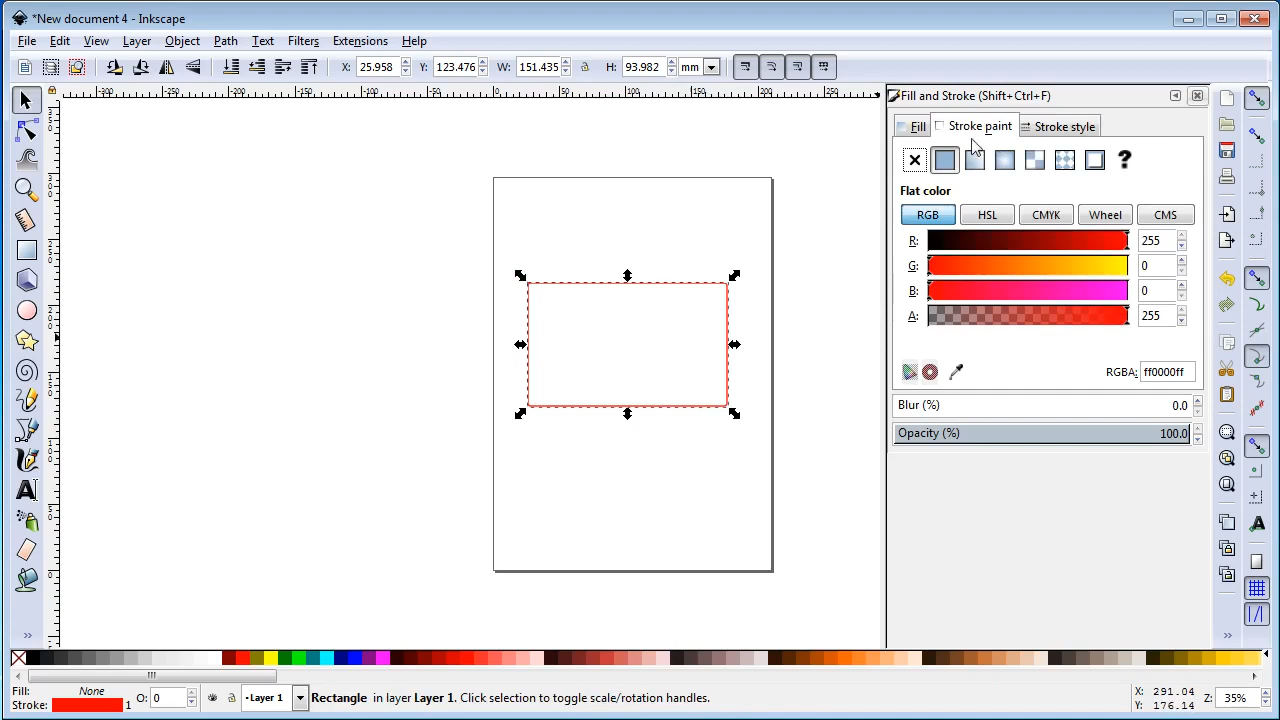 *New document 4 - Inkscape
File Edit View Layer Object Path Text Filters Extensions Help
X: 25.958 Y: 123.476 W: 151.435 H: 93.982 mm
Fill and Stroke (Shift+Ctrl+F)
Fill Stroke paint Stroke style
Flat color
RGB HSL CMYK Wheel CMS
R: 255
G: 0
B: 0
A: 255
RGBA: ff0000ff
Blur (%) 0.0
Opacity (%) 100.0
Fill: None O: 0 Layer 1 Rectangle in layer Layer 1. Click selection to toggle scale/rotation handles. X: 291.04 Z: 35%
Stroke: 1 Y: 176.14